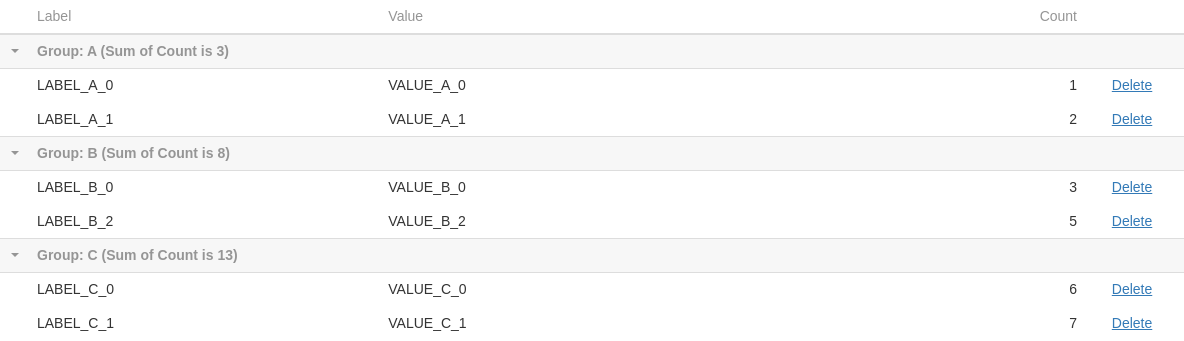 Label Value Count
Group: A (Sum of Count is 3)
LABEL_A_0 VALUE_A_0 1 Delete
LABEL_A_1 VALUE_A_1 2 Delete
Group: B (Sum of Count is 8)
LABEL_B_0 VALUE_B_0 3 Delete
LABEL_B_2 VALUE_B_2 5 Delete
Group: C (Sum of Count is 13)
LABEL_C_0 VALUE_C_0 6 Delete
LABEL_C_1 VALUE_C_1 7 Delete